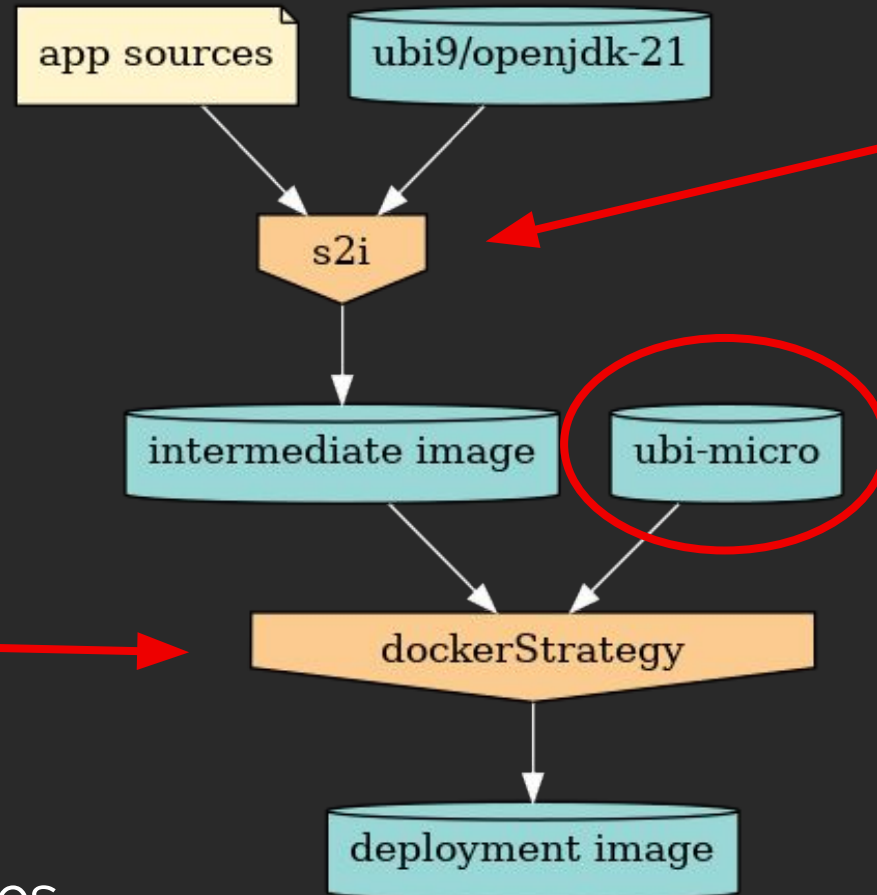 app sources
ubi9/openjdk-21
s2i
intermediate image
ubi-micro
dockerStrategy
deployment image